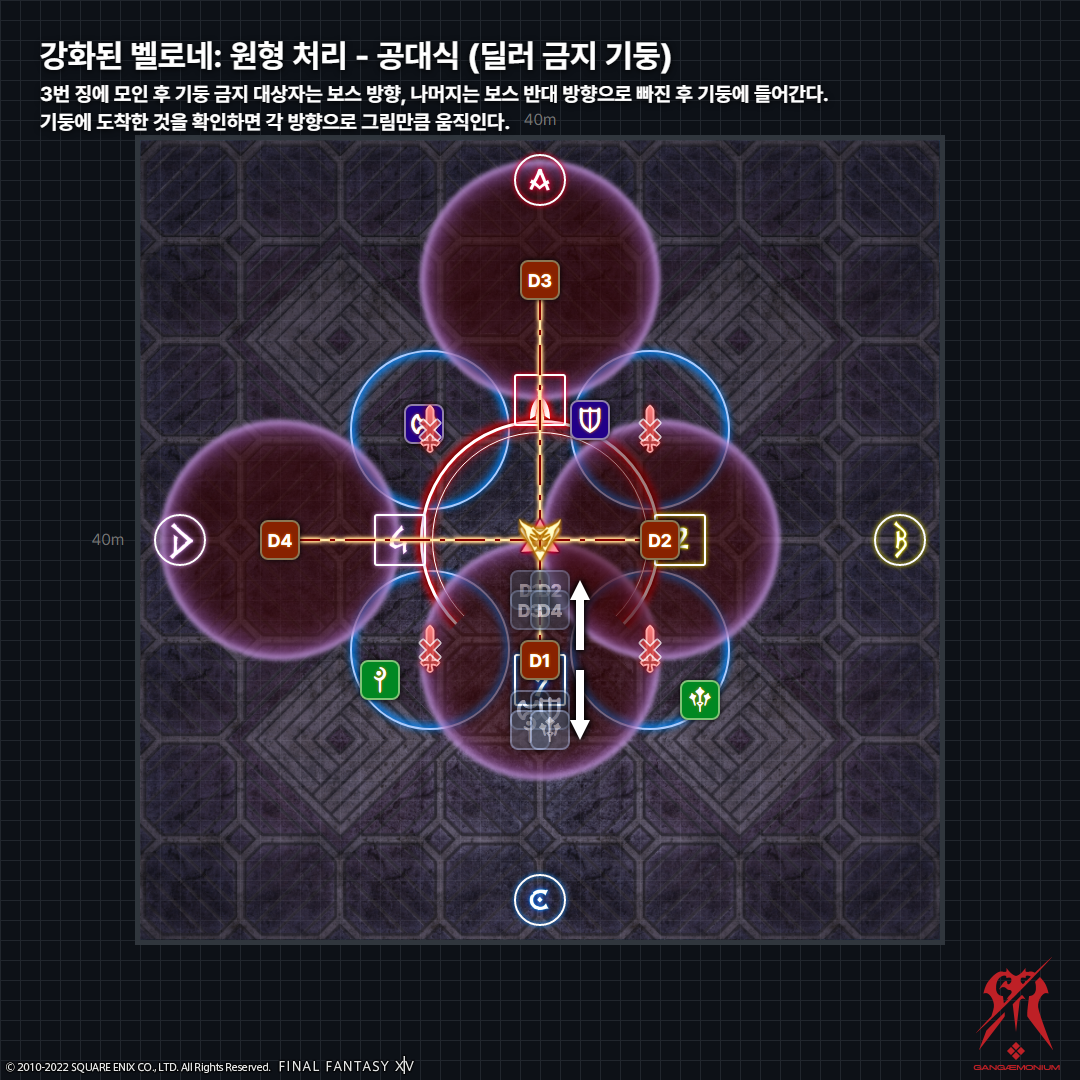 강화된 벨로네: 원형 처리 - 공대식 (딜러 금지 기둥)
3번 징에 모인 후 기둥 금지 대상자는 보스 방향, 나머지는 보스 반대 방향으로 빠진 후 기둥에 들어간다.
기둥에 도착한 것을 확인하면 각 방향으로 그림만큼 움직인다.
40m
A
D3
40m
D
D4
D2
2
B
D2
D4
D1
C
© 2010-2022 SQUARE ENIX CO., LTD. All Rights Reserved. FINAL FANTASY XIV
GANGÆMONIUM